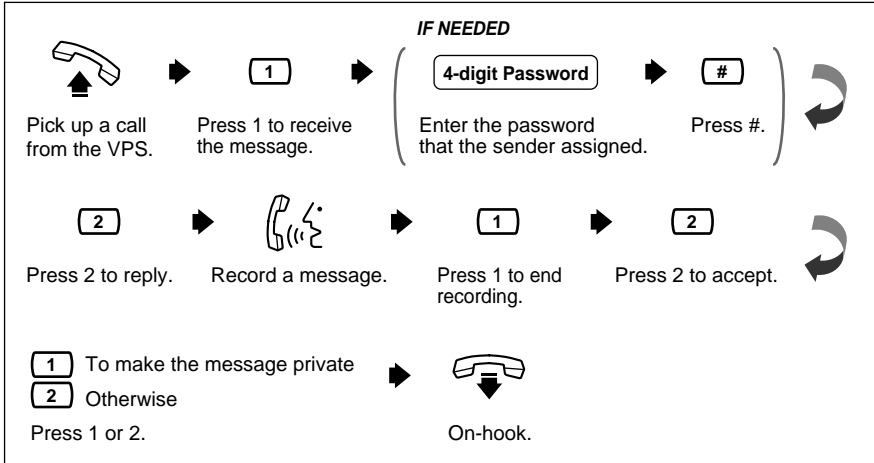 IF NEEDED
1
4-digit Password
#
Pick up a call
from the VPS.
Press 1 to receive
the message.
Enter the password
that the sender assigned.
Press #.
2
1
2
Press 2 to reply.
Record a message.
Press 1 to end
recording.
Press 2 to accept.
1 To make the message private
2 Otherwise
Press 1 or 2.
On-hook.